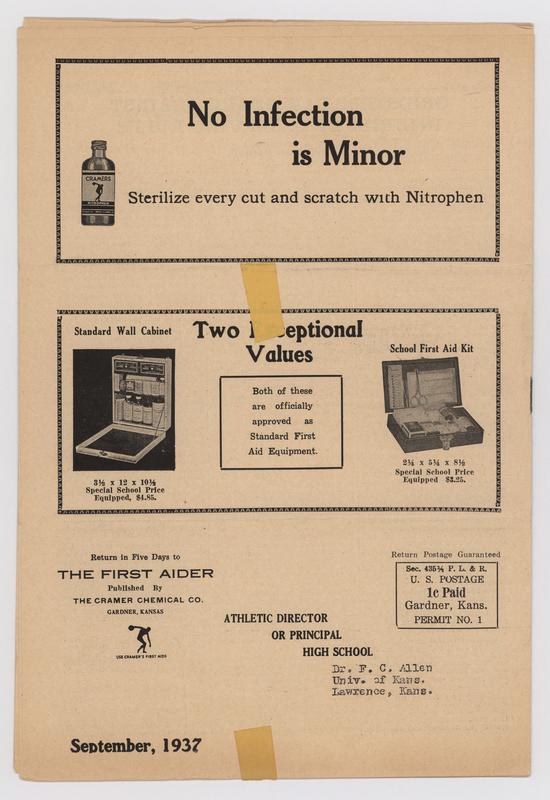 No Infection
is Minor
CRAMERS
NITROPHEN
Sterilize every cut and scratch with Nitrophen
Two Exceptional
Values
Standard Wall Cabinet
3½ x 12 x 10½
Special School Price
Equipped, $4.85.
Both of these
are officially
approved as
Standard First
Aid Equipment.
School First Aid Kit
2¼ x 5¼ x 8½
Special School Price
Equipped $3.25.
Return in Five Days to
THE FIRST AIDER
Published By
THE CRAMER CHEMICAL CO.
GARDNER, KANSAS
USE CRAMER'S FIRST AIDS
Return Postage Guaranteed
Sec. 435¼ P. L. & R.
U. S. POSTAGE
1c Paid
Gardner, Kans.
PERMIT NO. 1
ATHLETIC DIRECTOR
OR PRINCIPAL
HIGH SCHOOL
Dr. F. C. Allen
Univ. of Kans.
Lawrence, Kans.
September, 1937